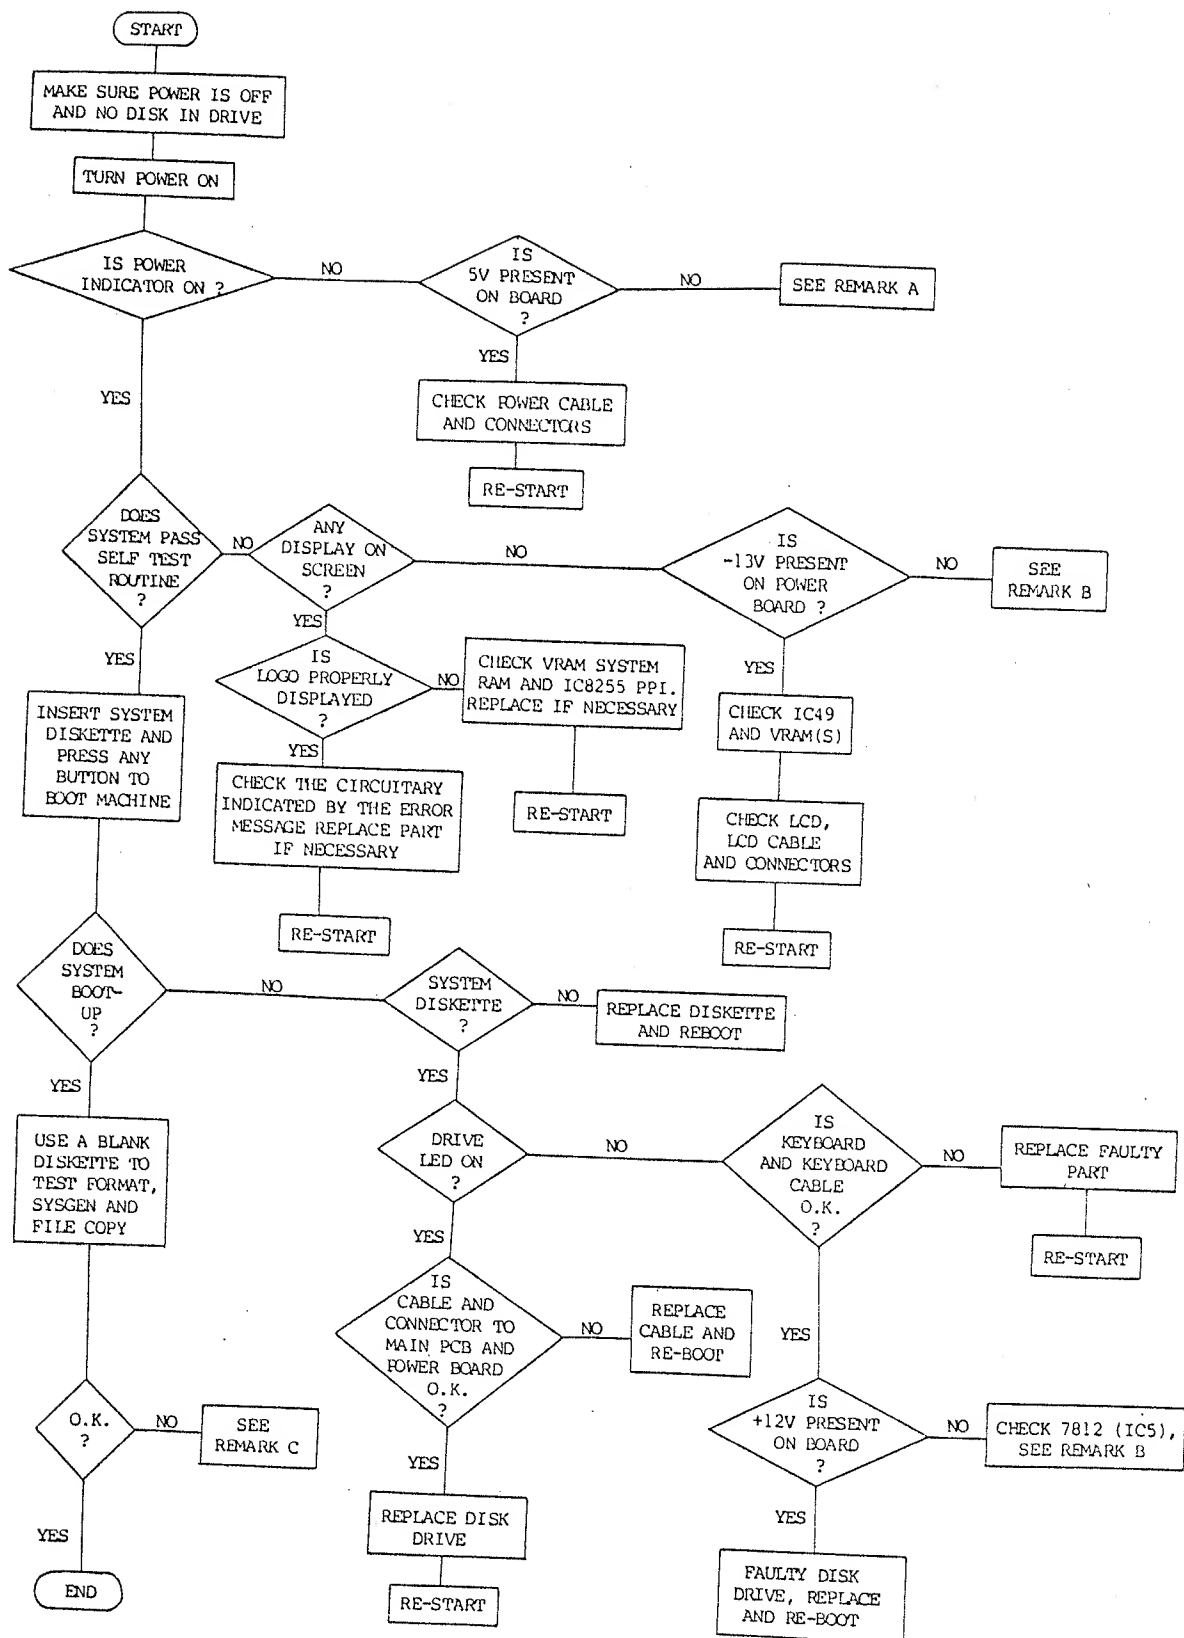 START
MAKE SURE POWER IS OFF
AND NO DISK IN DRIVE
TURN POWER ON
IS POWER
INDICATOR ON ?
NO
IS
5V PRESENT
ON BOARD
?
NO
SEE REMARK A
YES
CHECK POWER CABLE
AND CONNECTORS
RE-START
YES
DOES
SYSTEM PASS
SELF TEST
ROUTINE
?
NO
ANY
DISPLAY ON
SCREEN
?
NO
IS
-13V PRESENT
ON POWER
BOARD ?
NO
SEE
REMARK B
YES
YES
YES
IS
LOGO PROPERLY
DISPLAYED
?
NO
CHECK VRAM SYSTEM
RAM AND IC8255 PPI.
REPLACE IF NECESSARY
RE-START
CHECK IC49
AND VRAM(S)
CHECK LCD,
LCD CABLE
AND CONNECTORS
RE-START
INSERT SYSTEM
DISKETTE AND
PRESS ANY
BUTTON TO
BOOT MACHINE
YES
CHECK THE CIRCUITARY
INDICATED BY THE ERROR
MESSAGE REPLACE PART
IF NECESSARY
RE-START
DOES
SYSTEM
BOOT-
UP
?
NO
SYSTEM
DISKETTE
?
NO
REPLACE DISKETTE
AND REBOOT
YES
YES
USE A BLANK
DISKETTE TO
TEST FORMAT,
SYSGEN AND
FILE COPY
DRIVE
LED ON
?
NO
IS
KEYBOARD
AND KEYBOARD
CABLE
O.K.
?
NO
REPLACE FAULTY
PART
RE-START
YES
IS
CABLE AND
CONNECTOR TO
MAIN PCB AND
POWER BOARD
O.K.
?
NO
REPLACE
CABLE AND
RE-BOOT
YES
O.K.
?
NO
SEE
REMARK C
IS
+12V PRESENT
ON BOARD
?
NO
CHECK 7812 (IC5),
SEE REMARK B
YES
REPLACE DISK
DRIVE
RE-START
YES
FAULTY DISK
DRIVE, REPLACE
AND RE-BOOT
YES
END